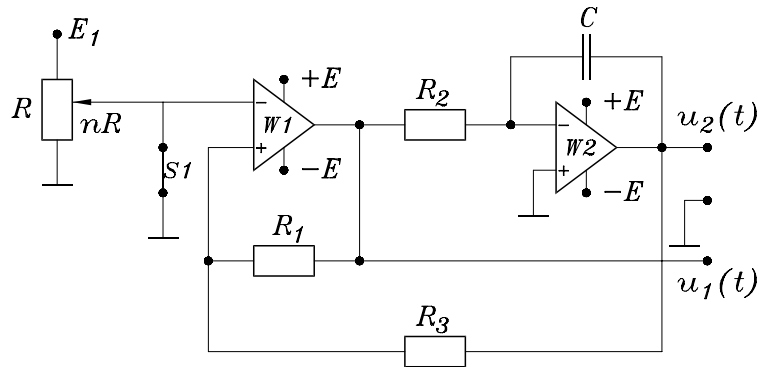 E₁
R
nR
S1
+E
−
W1
+
−E
R₂
C
+E
−
W2
+
−E
u₂(t)
R₁
u₁(t)
R₃